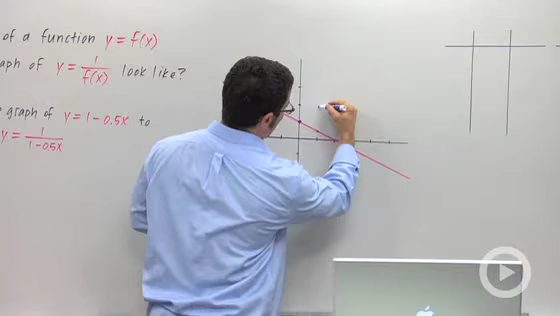 of a function y = f(x)
graph of y = 1/f(x) look like?
graph of y = 1 - 0.5x to
y = 1/(1-0.5x)